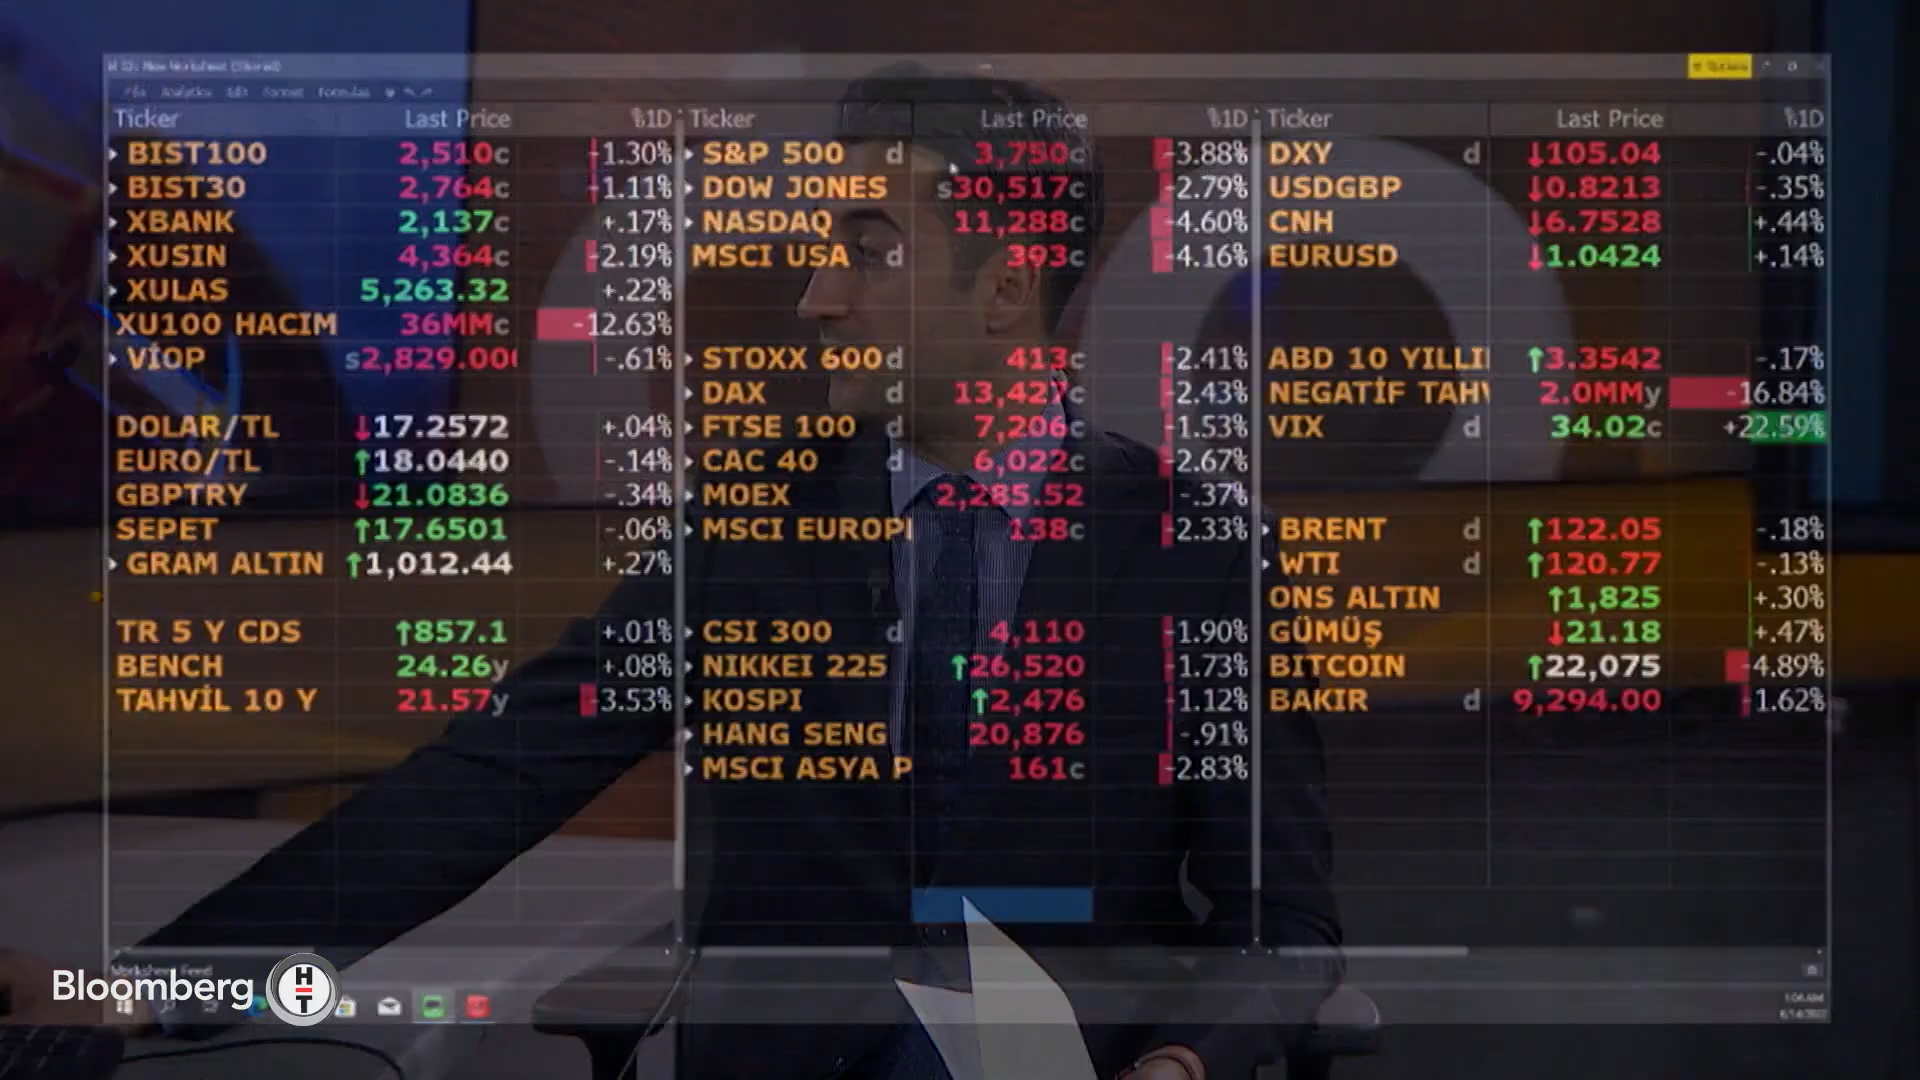 File Analytics Edit Format Formulas
Options
Ticker Last Price %1D
BIST100 2,510c -1.30%
BIST30 2,764c -1.11%
XBANK 2,137c +.17%
XUSIN 4,364c -2.19%
XULAS 5,263.32 +.22%
XU100 HACIM 36MMc -12.63%
VİOP s2,829.00 -.61%
DOLAR/TL ↓17.2572 +.04%
EURO/TL ↑18.0440 -.14%
GBPTRY ↓21.0836 -.34%
SEPET ↑17.6501 -.06%
GRAM ALTIN ↑1,012.44 +.27%
TR 5 Y CDS ↑857.1 +.01%
BENCH 24.26y +.08%
TAHVİL 10 Y 21.57y -3.53%
Ticker Last Price %1D
S&P 500 d 3,750c -3.88%
DOW JONES s30,517c -2.79%
NASDAQ 11,288c -4.60%
MSCI USA d 393c -4.16%
STOXX 600 d 413c -2.41%
DAX d 13,427c -2.43%
FTSE 100 d 7,206c -1.53%
CAC 40 d 6,022c -2.67%
MOEX 2,285.52 -.37%
MSCI EUROP 138c -2.33%
CSI 300 d 4,110 -1.90%
NIKKEI 225 ↑26,520 -1.73%
KOSPI ↑2,476 -1.12%
HANG SENG 20,876 -.91%
MSCI ASYA P 161c -2.83%
Ticker Last Price %1D
DXY d ↓105.04 -.04%
USDGBP ↓0.8213 -.35%
CNH ↓6.7528 +.44%
EURUSD ↓1.0424 +.14%
ABD 10 YILLI ↑3.3542 -.17%
NEGATİF TAHV 2.0MMy -16.84%
VIX d 34.02c +22.59%
BRENT d ↑122.05 -.18%
WTI d ↑120.77 -.13%
ONS ALTIN ↑1,825 +.30%
GÜMÜŞ ↓21.18 +.47%
BITCOIN ↑22,075 -4.89%
BAKIR d 9,294.00 -1.62%
Worksheet Feed
Bloomberg HT